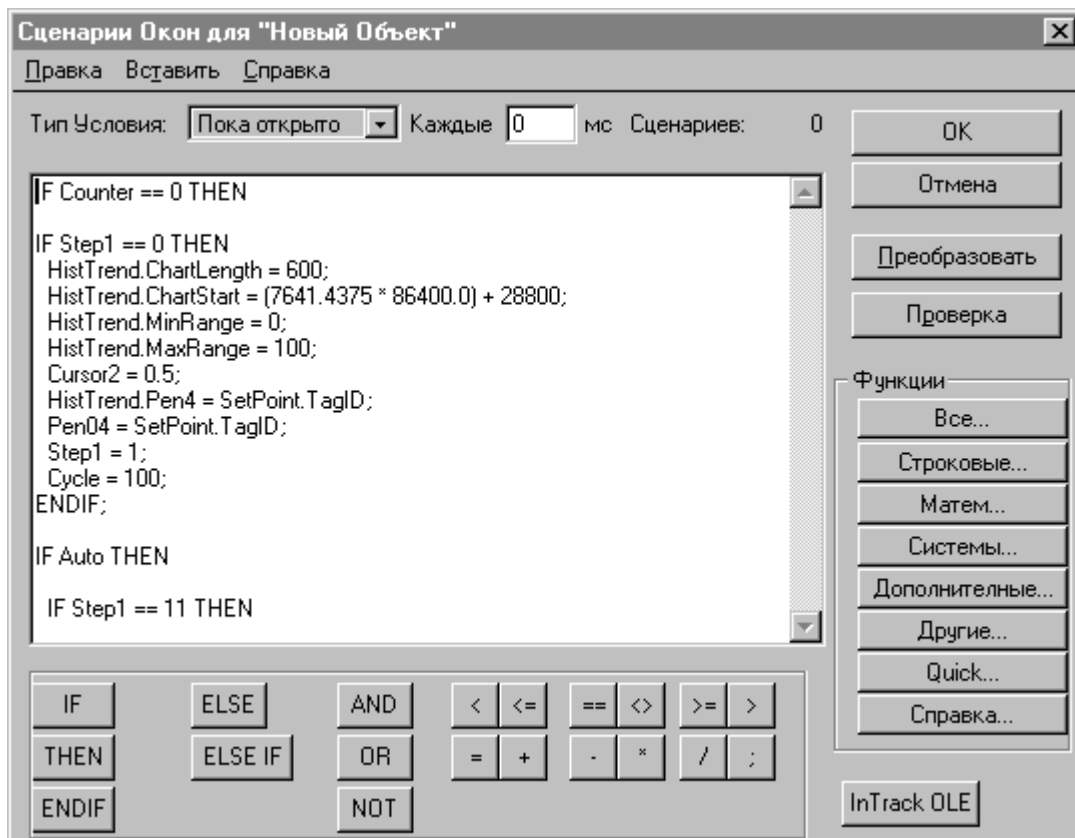 Сценарии Окон для "Новый Объект"
Правка Вставить Справка
Тип Условия: Пока открыто Каждые 0 мс Сценариев: 0
OK
Отмена
Преобразовать
Проверка
IF Counter == 0 THEN
IF Step1 == 0 THEN
HistTrend.ChartLength = 600;
HistTrend.ChartStart = (7641.4375 * 86400.0) + 28800;
HistTrend.MinRange = 0;
HistTrend.MaxRange = 100;
Cursor2 = 0.5;
HistTrend.Pen4 = SetPoint.TagID;
Pen04 = SetPoint.TagID;
Step1 = 1;
Cycle = 100;
ENDIF;
IF Auto THEN
IF Step1 == 11 THEN
Функции
Все...
Строковые...
Матем...
Системы...
Дополнителные...
Другие...
Quick...
Справка...
IF ELSE AND < <= == <> >= >
THEN ELSE IF OR = + - * / ;
ENDIF NOT
InTrack OLE